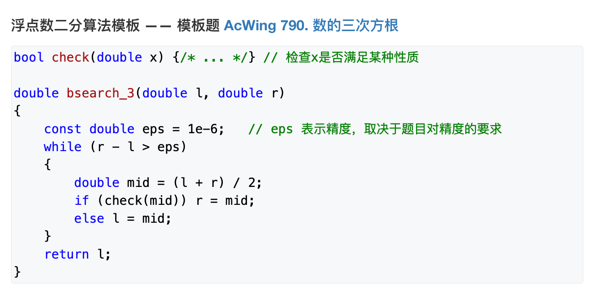 浮点数二分算法模板 —— 模板题 AcWing 790. 数的三次方根
bool check(double x) {/* ... */} // 检查x是否满足某种性质
double bsearch_3(double l, double r)
{
    const double eps = 1e-6;   // eps 表示精度，取决于题目对精度的要求
    while (r - l > eps)
    {
        double mid = (l + r) / 2;
        if (check(mid)) r = mid;
        else l = mid;
    }
    return l;
}